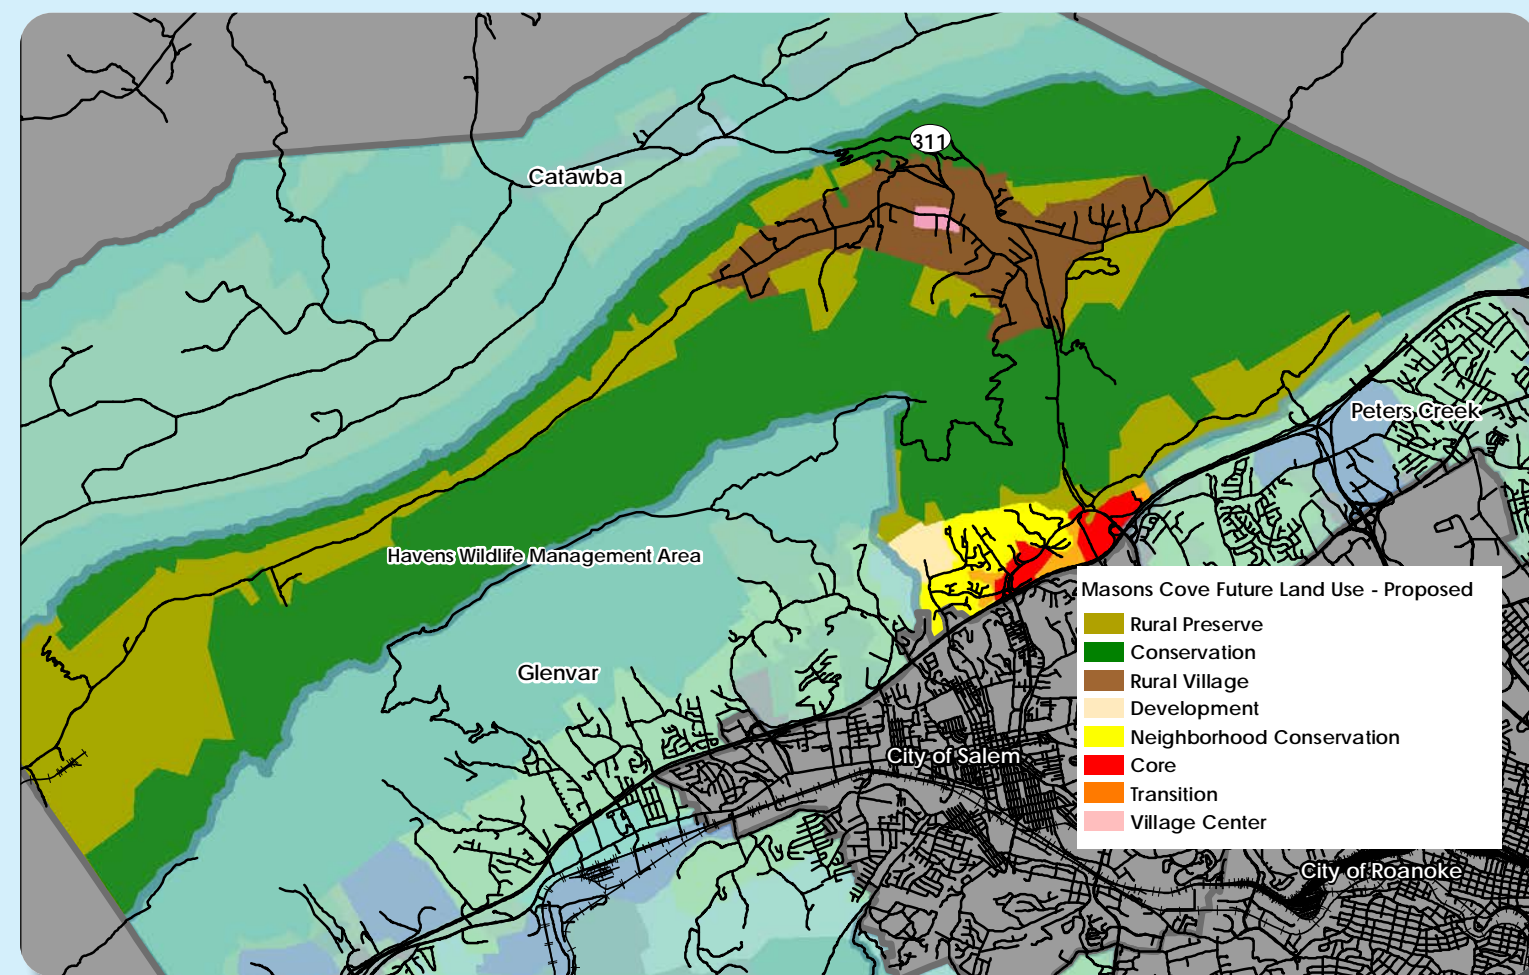 311
Catawba
Peters Creek
Havens Wildlife Management Area
Glenvar
City of Salem
City of Roanoke
Masons Cove Future Land Use - Proposed
Rural Preserve
Conservation
Rural Village
Development
Neighborhood Conservation
Core
Transition
Village Center